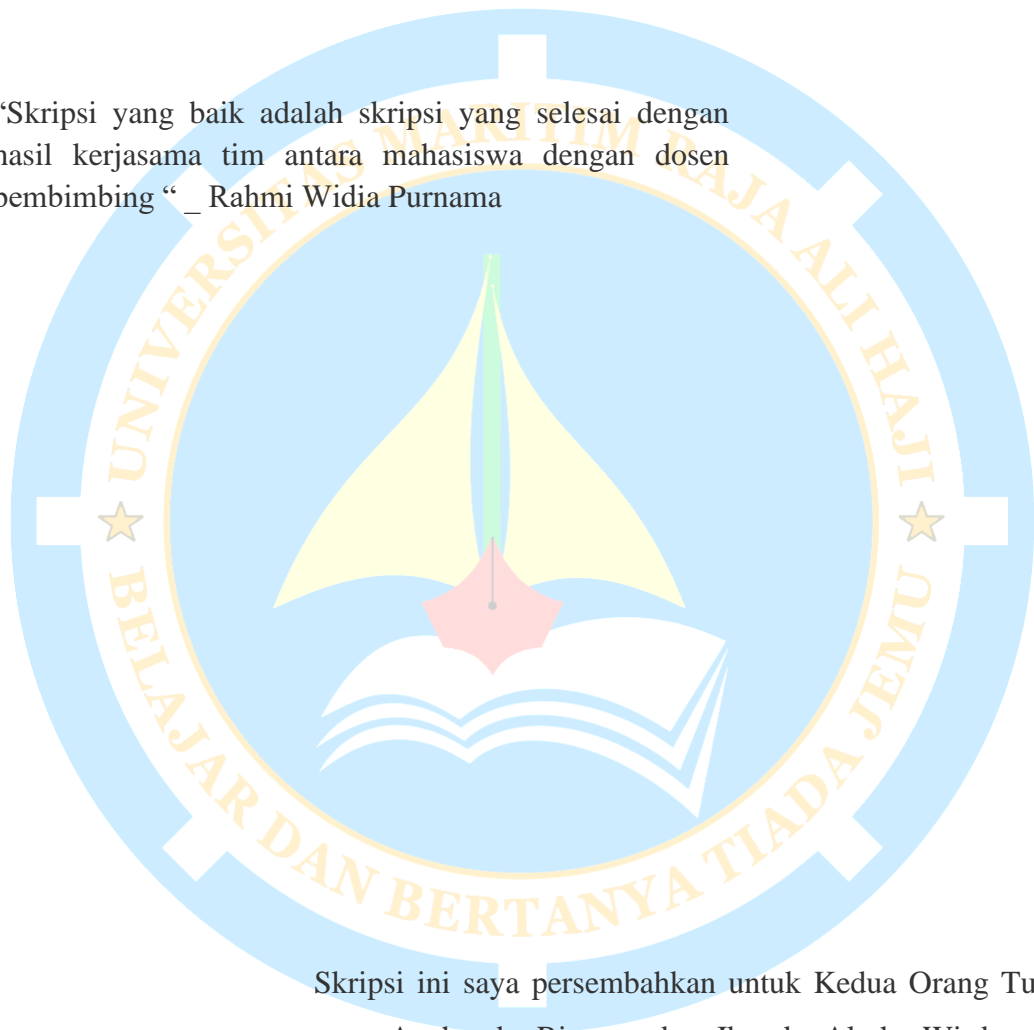 “Skripsi yang baik adalah skripsi yang selesai dengan
hasil kerjasama tim antara mahasiswa dengan dosen
pembimbing “ _ Rahmi Widia Purnama
UNIVERSITAS MARITIM RAJA ALI HAJI
BELAJAR DAN BERTANYA TIADA JEMU
Skripsi ini saya persembahkan untuk Kedua Orang Tu